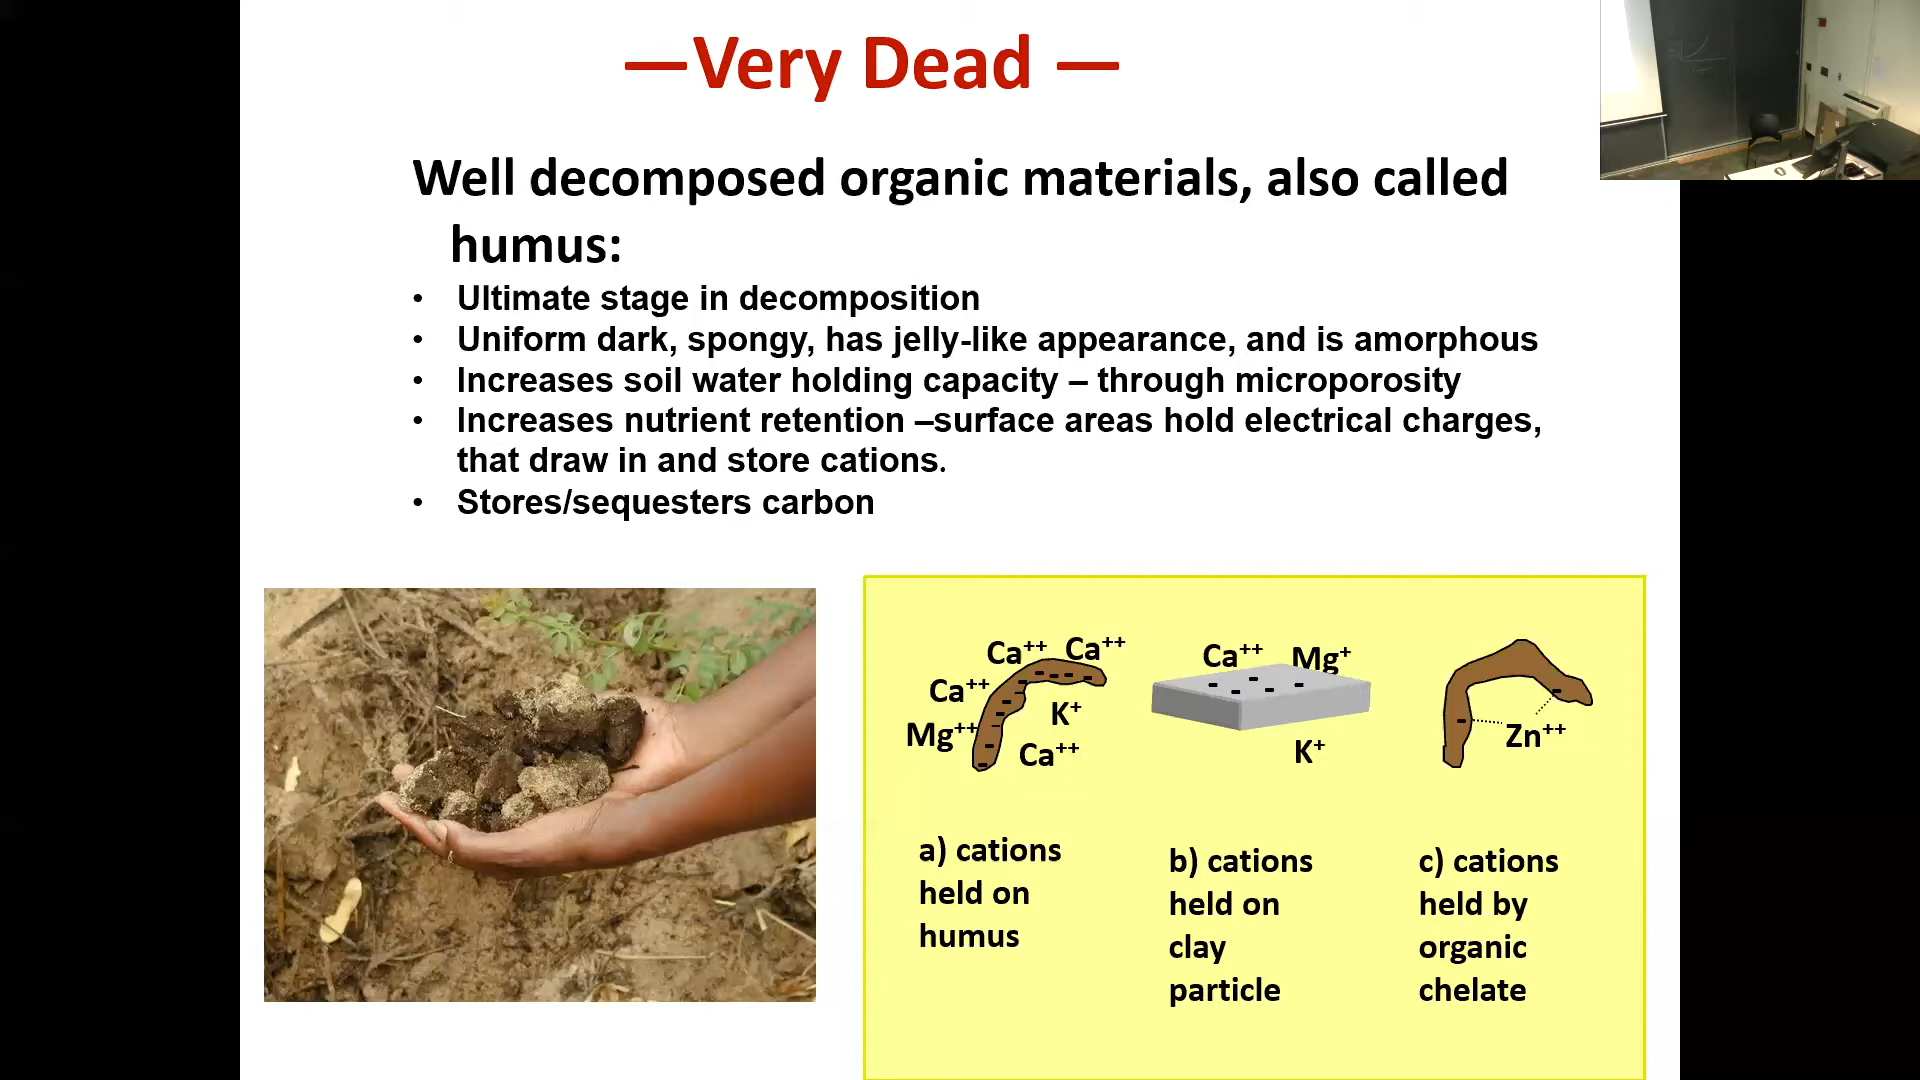 —Very Dead —
Well decomposed organic materials, also called
humus:
• Ultimate stage in decomposition
• Uniform dark, spongy, has jelly-like appearance, and is amorphous
• Increases soil water holding capacity – through microporosity
• Increases nutrient retention –surface areas hold electrical charges,
that draw in and store cations.
• Stores/sequesters carbon
Ca++ Ca++
Ca++
K+
Mg++
Ca++
a) cations
held on
humus
Ca++ Mg+
K+
b) cations
held on
clay
particle
Zn++
c) cations
held by
organic
chelate